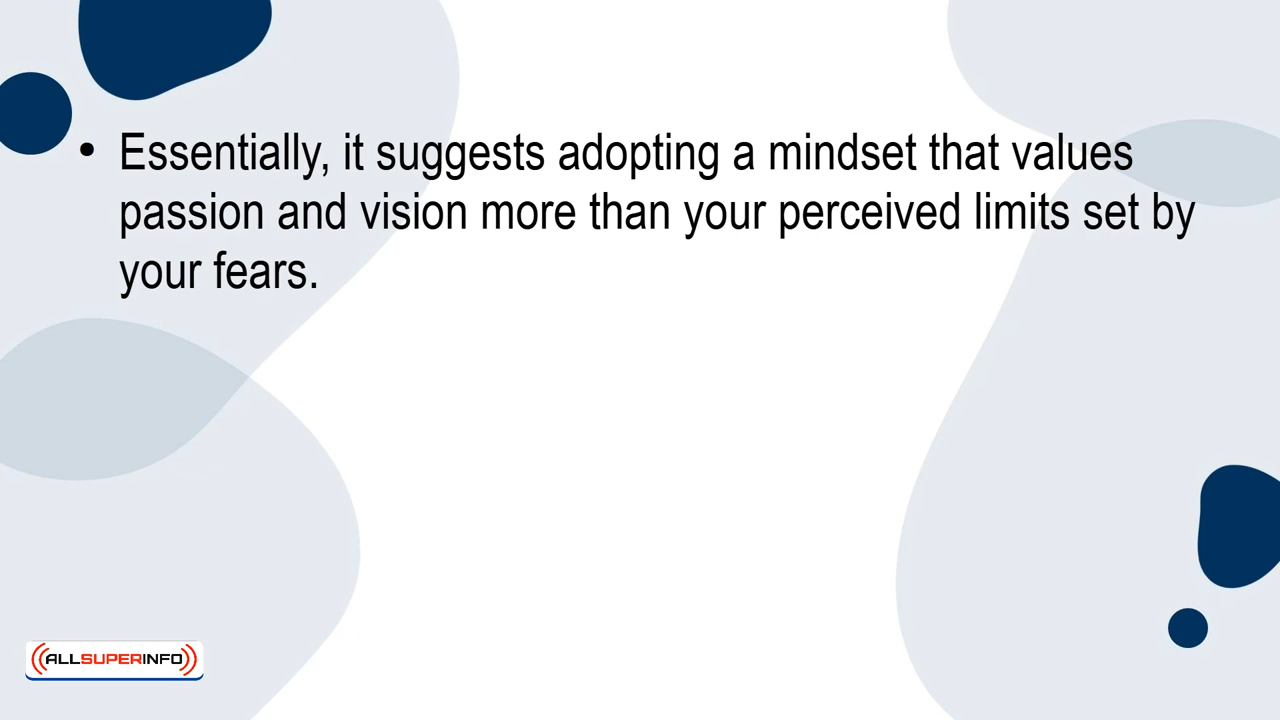 • Essentially, it suggests adopting a mindset that values
passion and vision more than your perceived limits set by
your fears.
ALLSUPERINFO